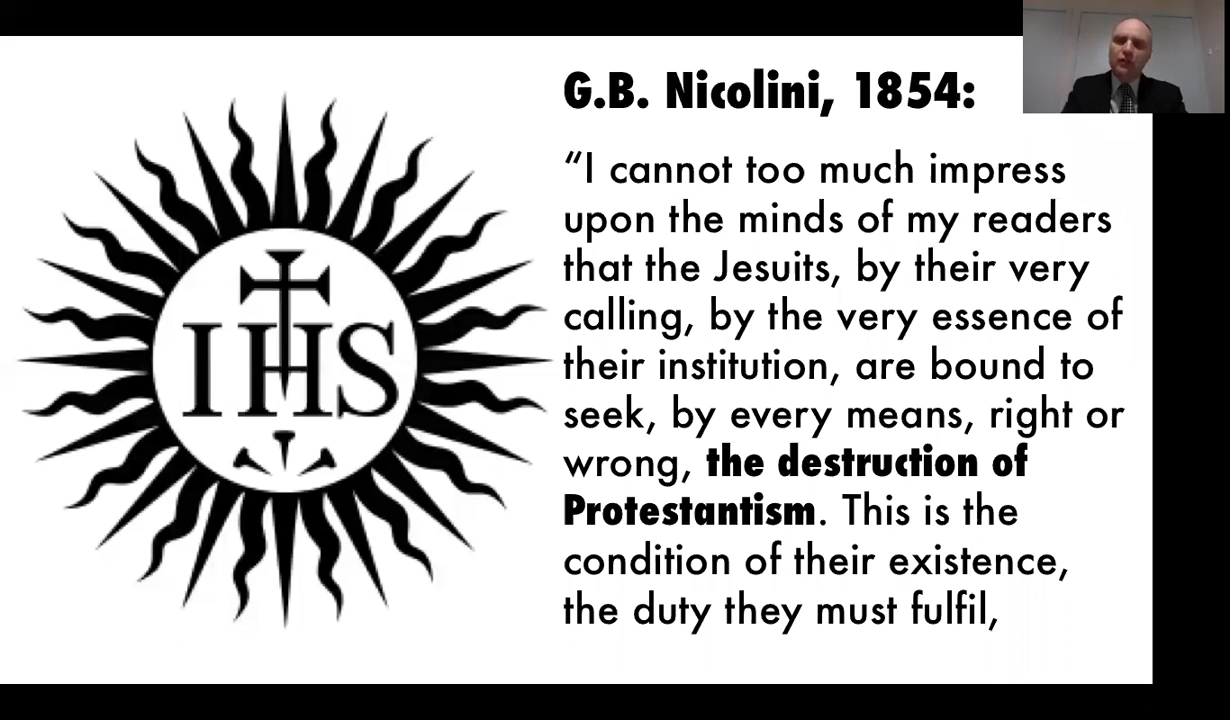 G.B. Nicolini, 1854:
“I cannot too much impress
upon the minds of my readers
that the Jesuits, by their very
calling, by the very essence of
their institution, are bound to
seek, by every means, right or
wrong, the destruction of
Protestantism. This is the
condition of their existence,
the duty they must fulfil,
IHS